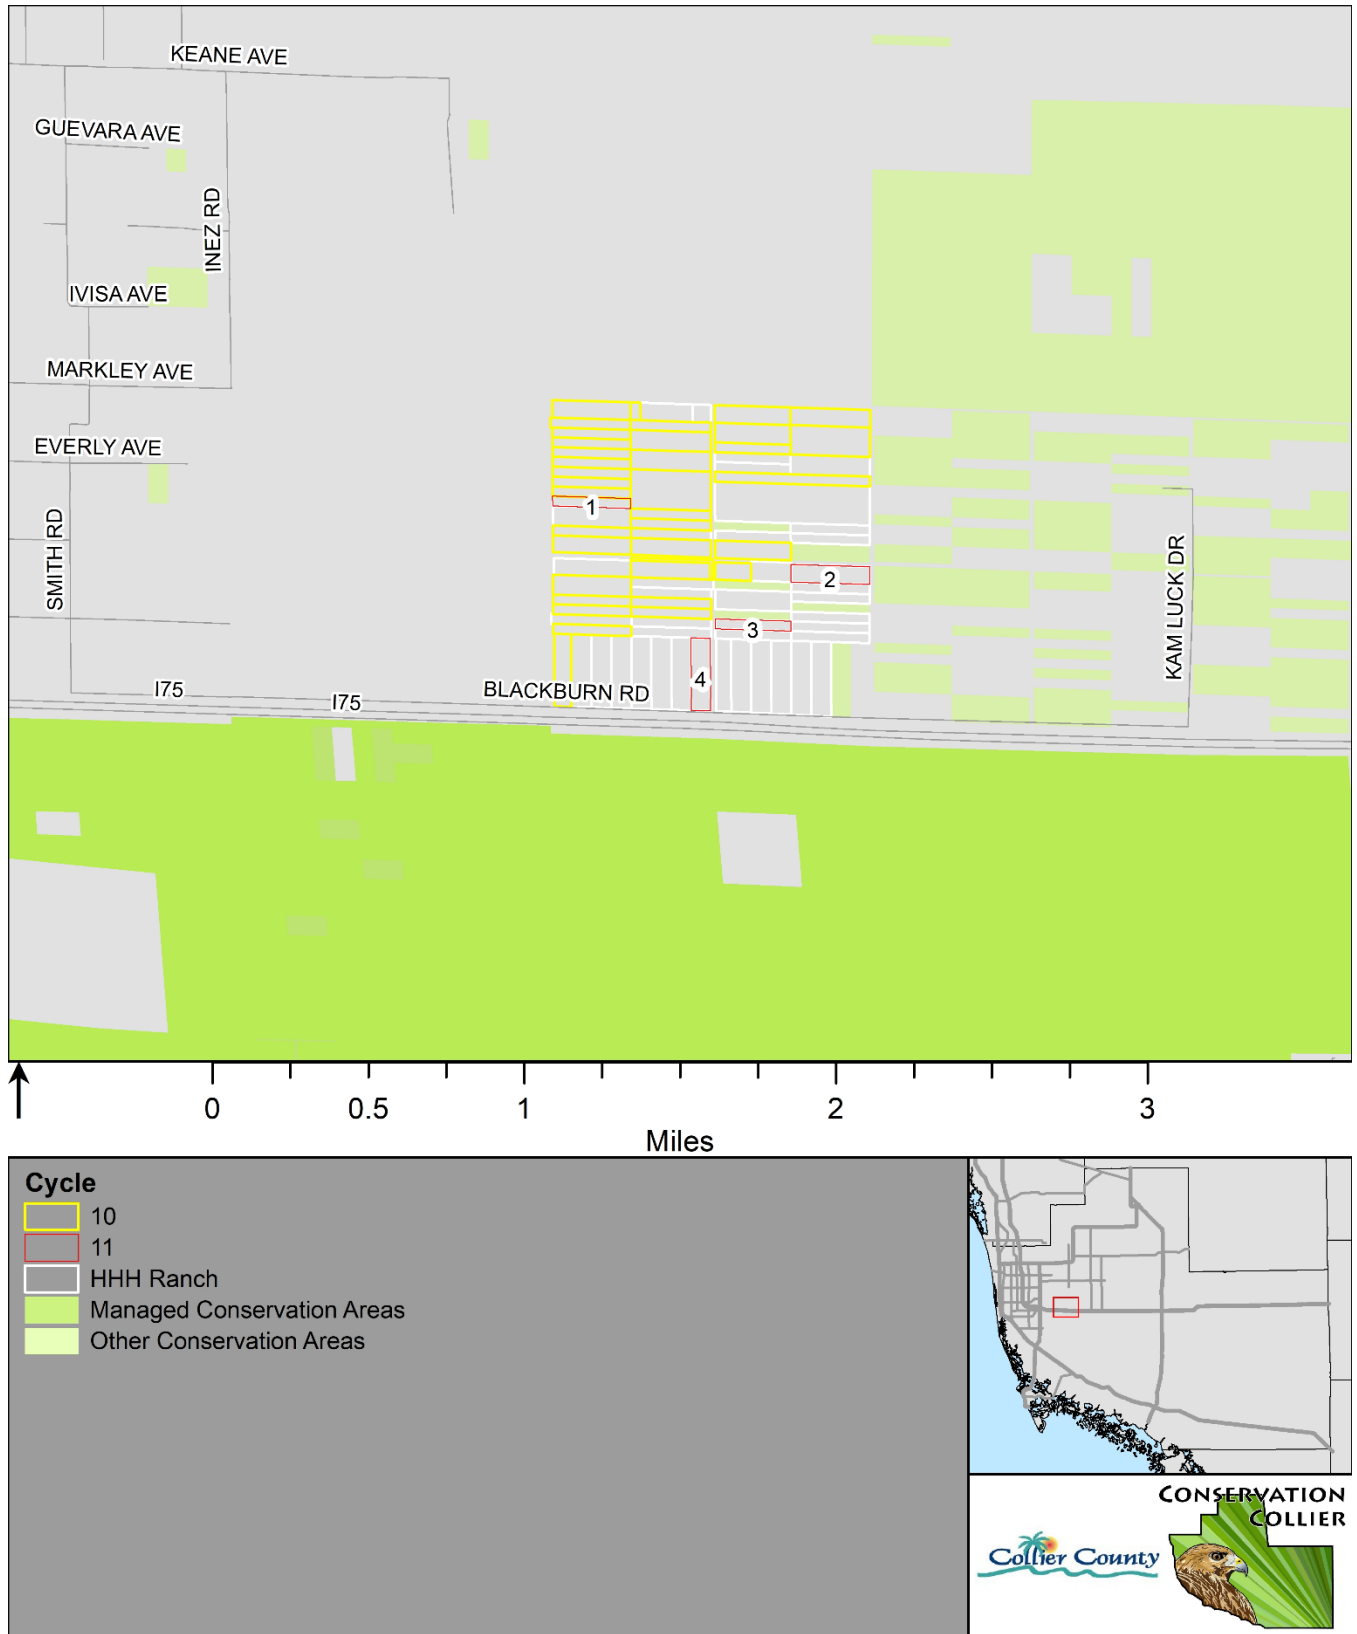 KEANE AVE
GUEVARA AVE
INEZ RD
IVISA AVE
MARKLEY AVE
EVERLY AVE
SMITH RD
1
2
3
4
KAM LUCK DR
I75
I75
BLACKBURN RD
0 0.5 1 2 3
Miles
Cycle
10
11
HHH Ranch
Managed Conservation Areas
Other Conservation Areas
CONSERVATION
COLLIER
Collier County